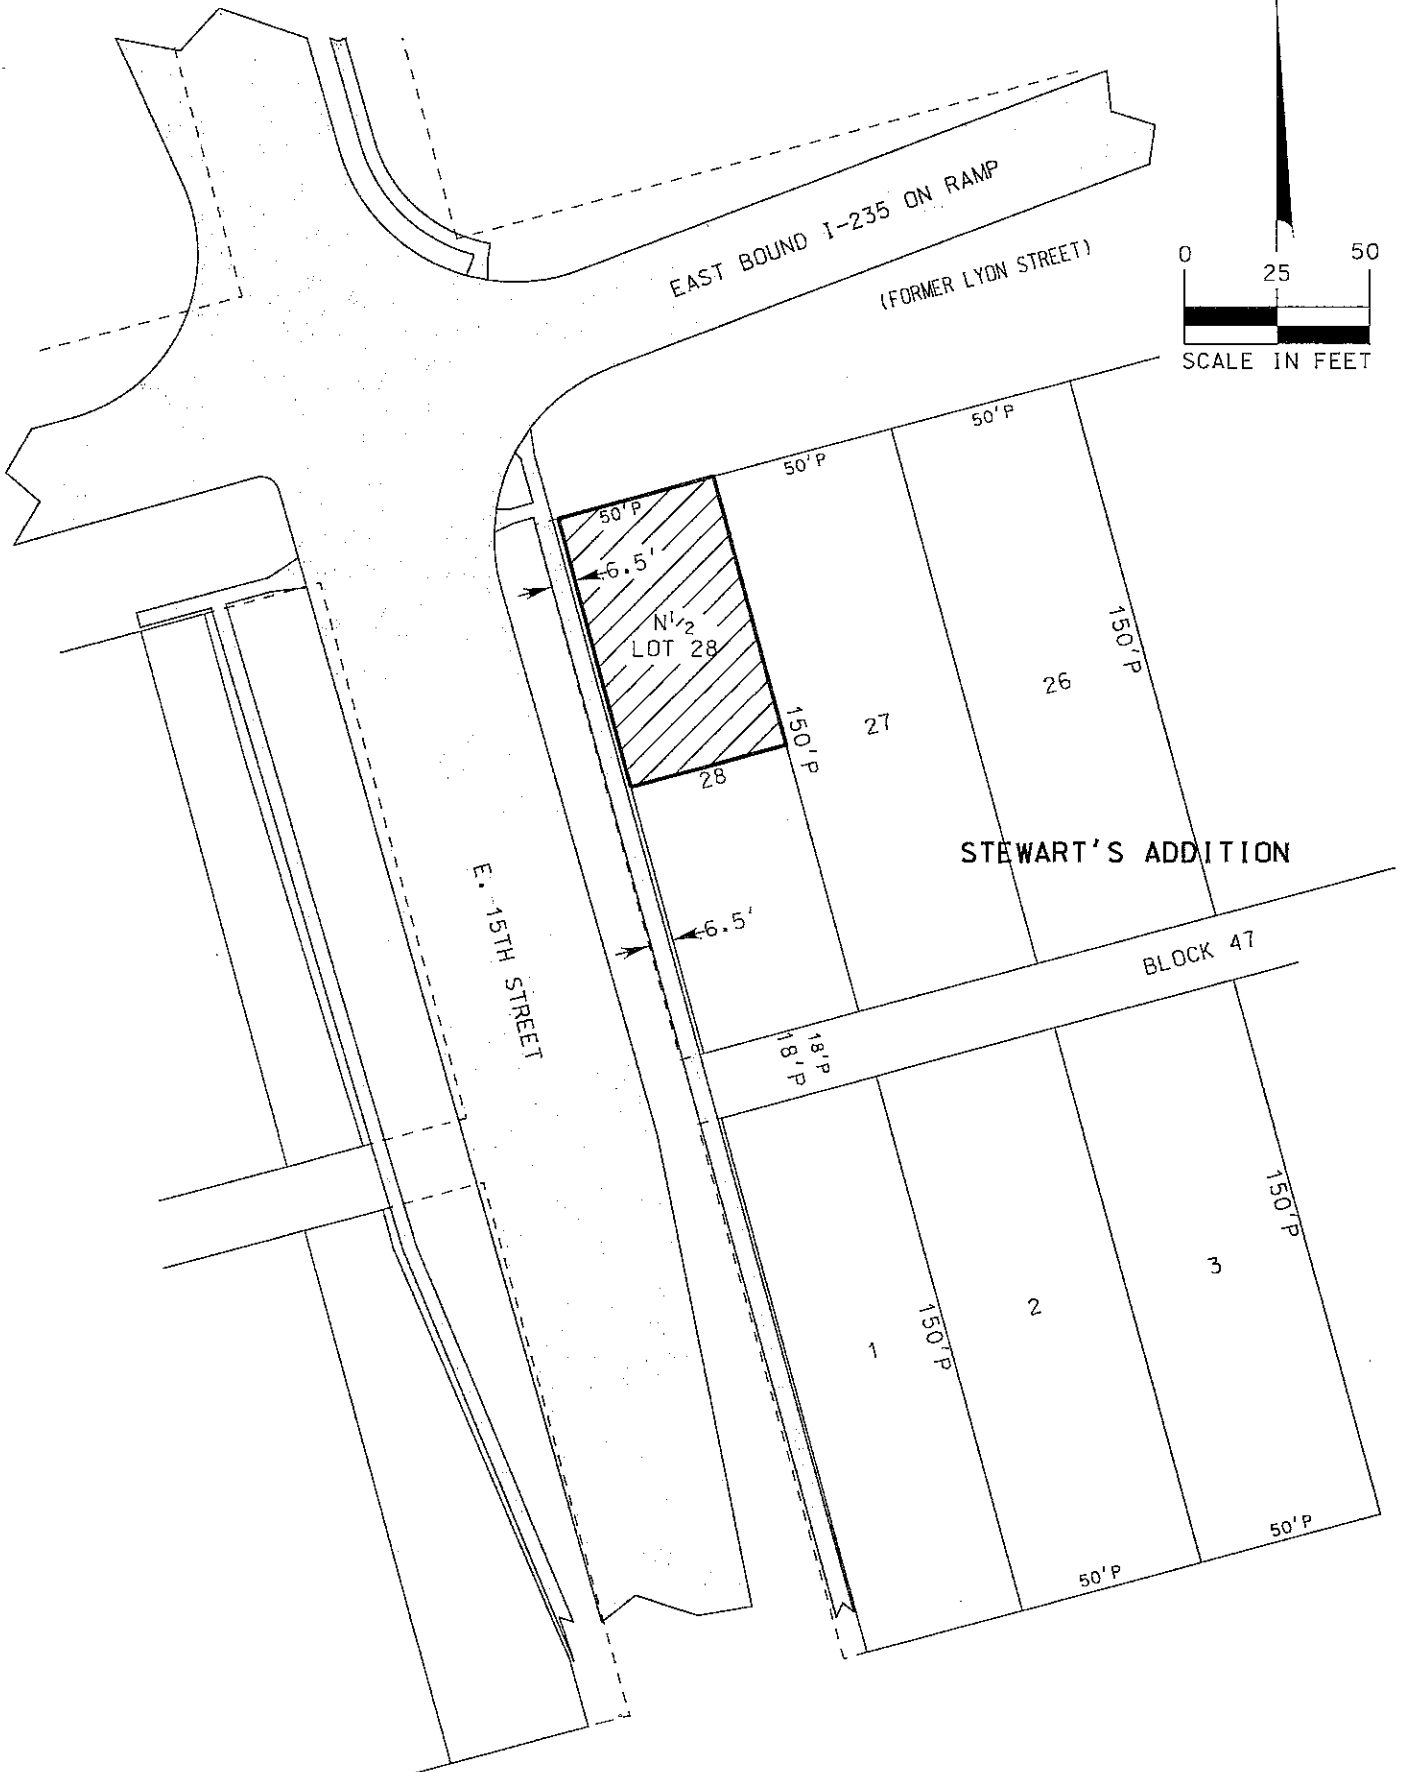 EAST BOUND I-235 ON RAMP
(FORMER LYON STREET)
0 25 50
SCALE IN FEET
50'P
50'P
50'P
6.5'
N1/2
LOT 28
150'P
26
27
150'P
28
STEWART'S ADDITION
E. 15TH STREET
6.5'
BLOCK 47
18'P
18'P
150'P
3
2
1
150'P
50'P
50'P